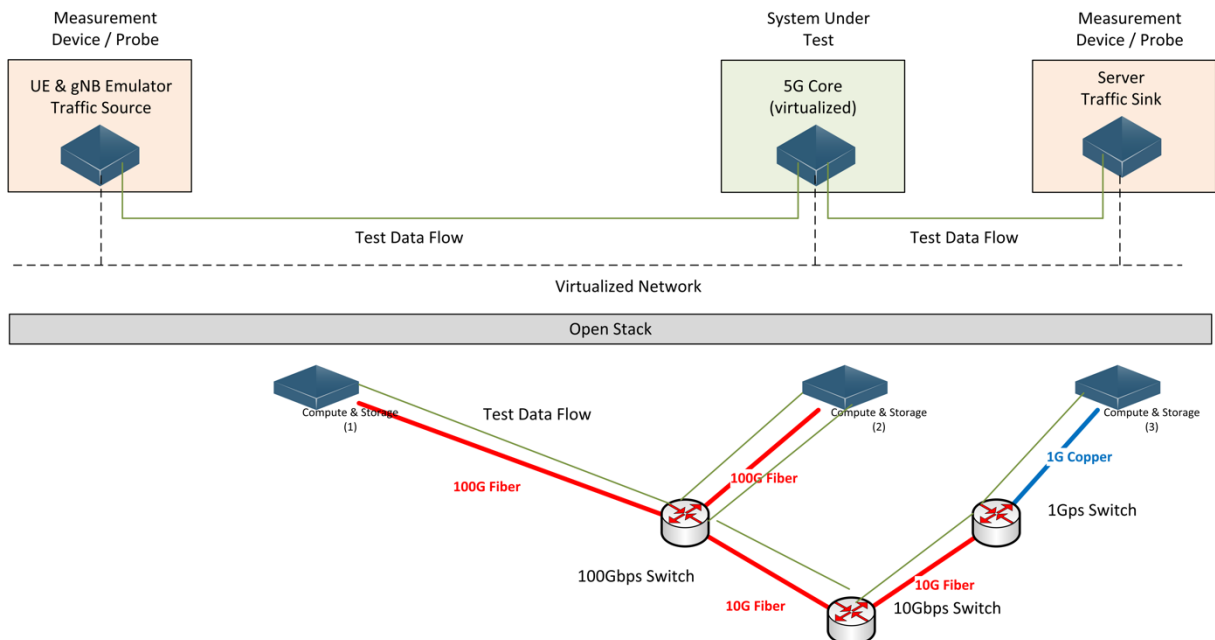 Measurement
Device / Probe
System Under
Test
Measurement
Device / Probe
UE & gNB Emulator
Traffic Source
5G Core
(virtualized)
Server
Traffic Sink
Test Data Flow
Test Data Flow
Virtualized Network
Open Stack
Compute & Storage
(1)
Test Data Flow
Compute & Storage
(2)
Compute & Storage
(3)
1G Copper
100G Fiber
100G Fiber
1Gps Switch
100Gbps Switch
10G Fiber
10G Fiber
10Gbps Switch